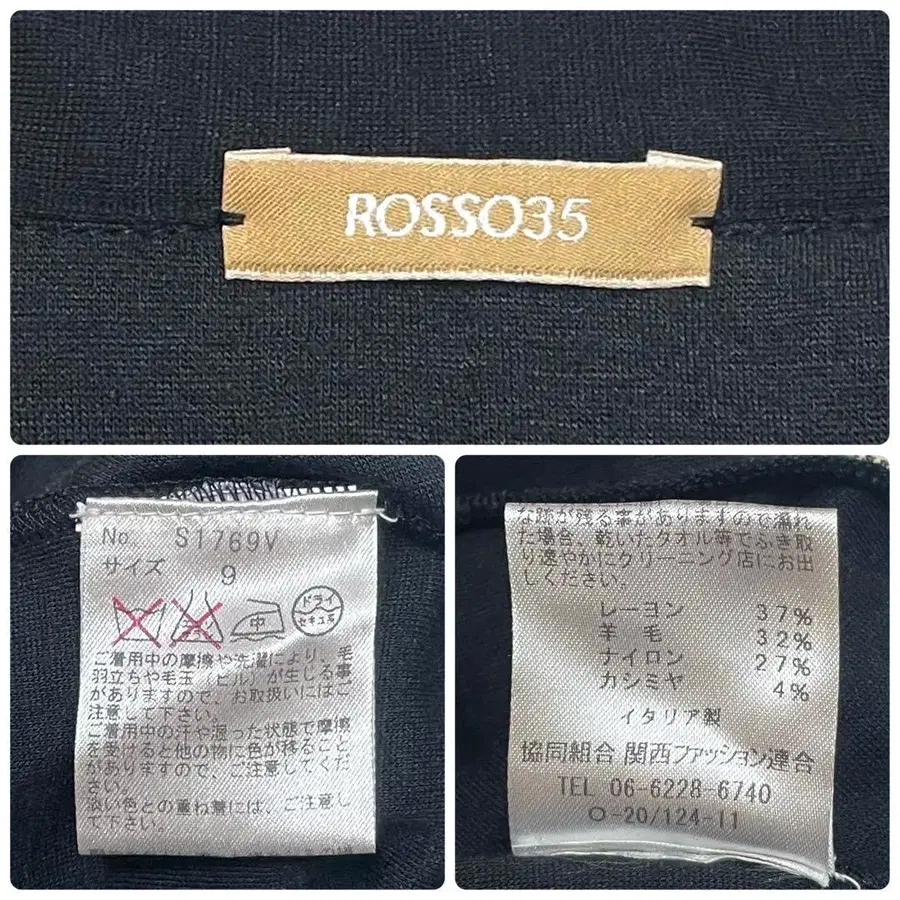 ROSSO35
No. S1769V
サイズ 9
中
ドライ
セキユ系
ご着用中の摩擦や洗濯により、毛
羽立ちや毛玉(ピル)が生じる事
がありますので、お取扱いにはご
注意して下さい。
ご着用中の汗や湿った状態で摩擦
を受けると他の物に色が移ること
がありますので、ご注意して下さ
い。
淡い色との重ね着には、ご注意し
て下さい。
な跡が残る事がありますので濡れ
た場合、乾いたタオル等でふき取
り速やかにクリーニング店にお出
しください。
レーヨン 37%
羊毛 32%
ナイロン 27%
カシミヤ 4%
イタリア製
協同組合 関西ファッション連合
TEL 06-6228-6740
O-20/124-11